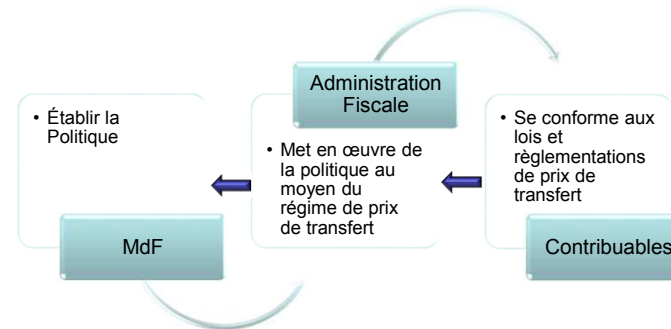 • Établir la
Politique
MdF
Administration
Fiscale
• Met en œuvre de
la politique au
moyen du
régime de prix
de transfert
• Se conforme aux
lois et
règlementations
de prix de
transfert
Contribuables